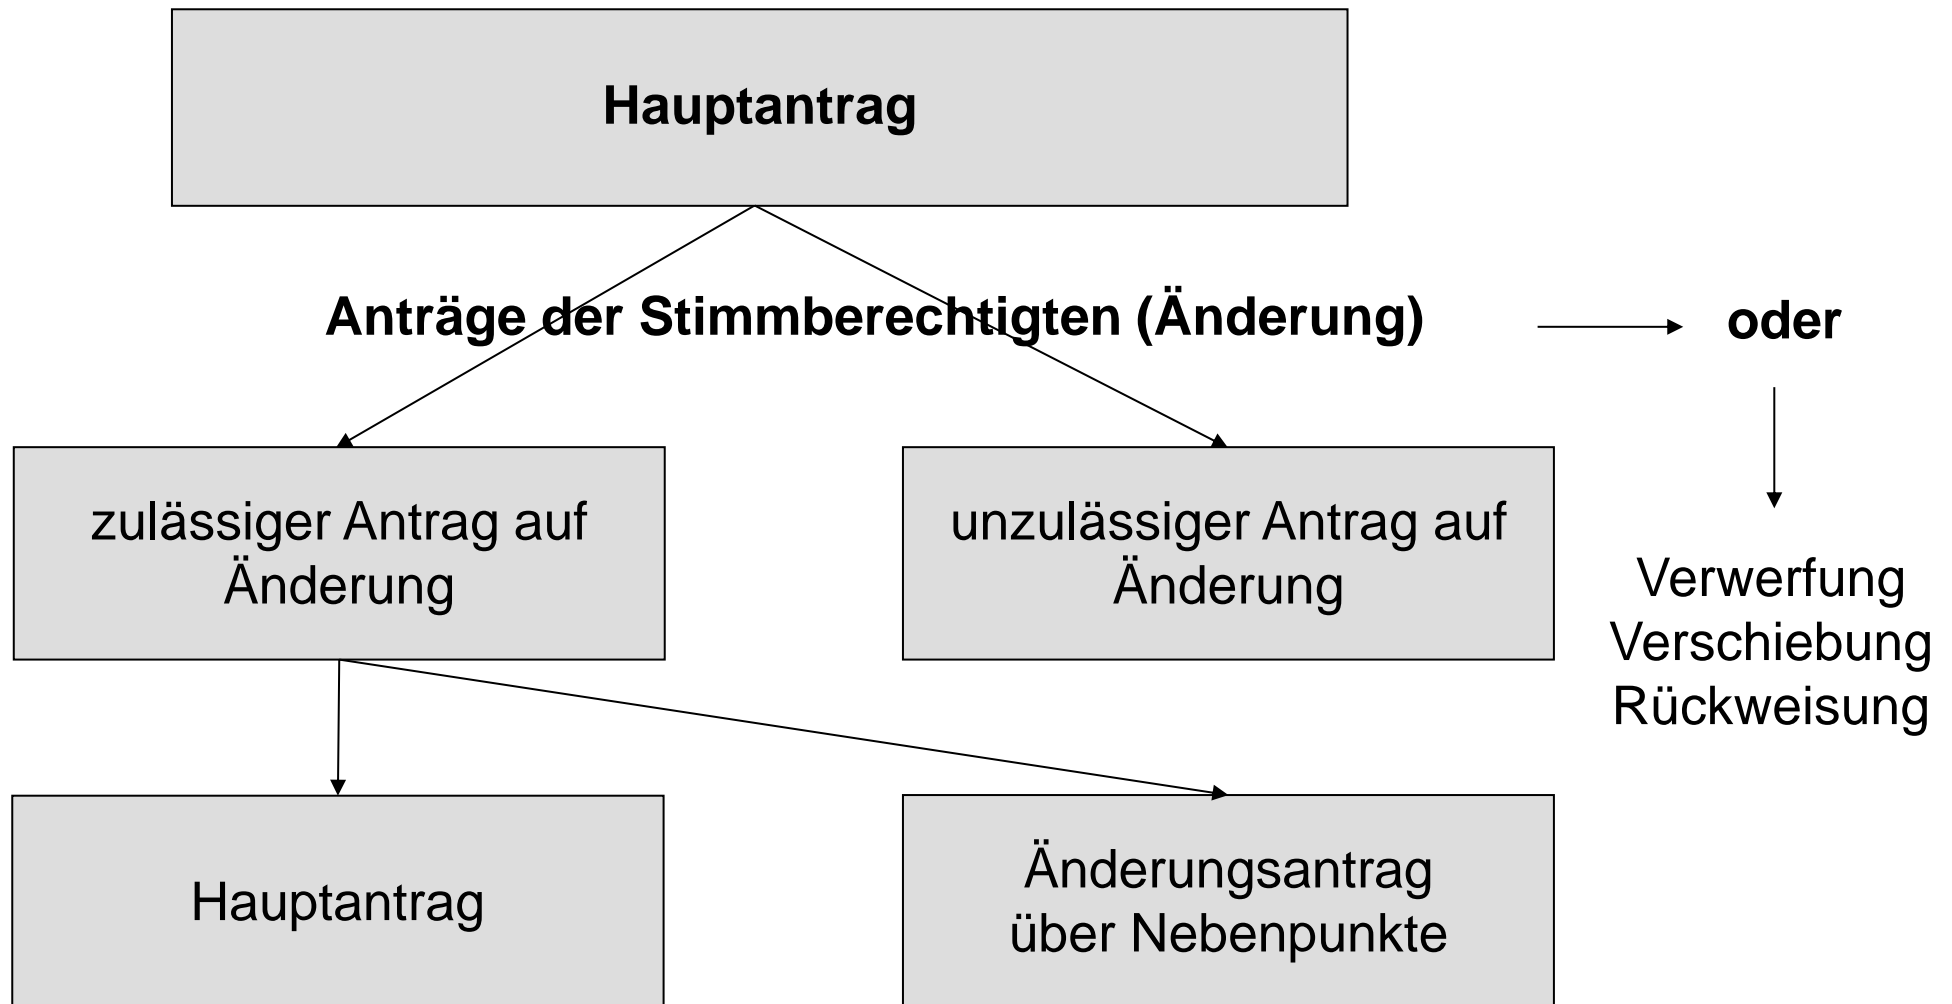 Hauptantrag
Anträge der Stimmberechtigten (Änderung)
oder
zulässiger Antrag auf
Änderung
unzulässiger Antrag auf
Änderung
Verwerfung
Verschiebung
Rückweisung
Hauptantrag
Änderungsantrag
über Nebenpunkte